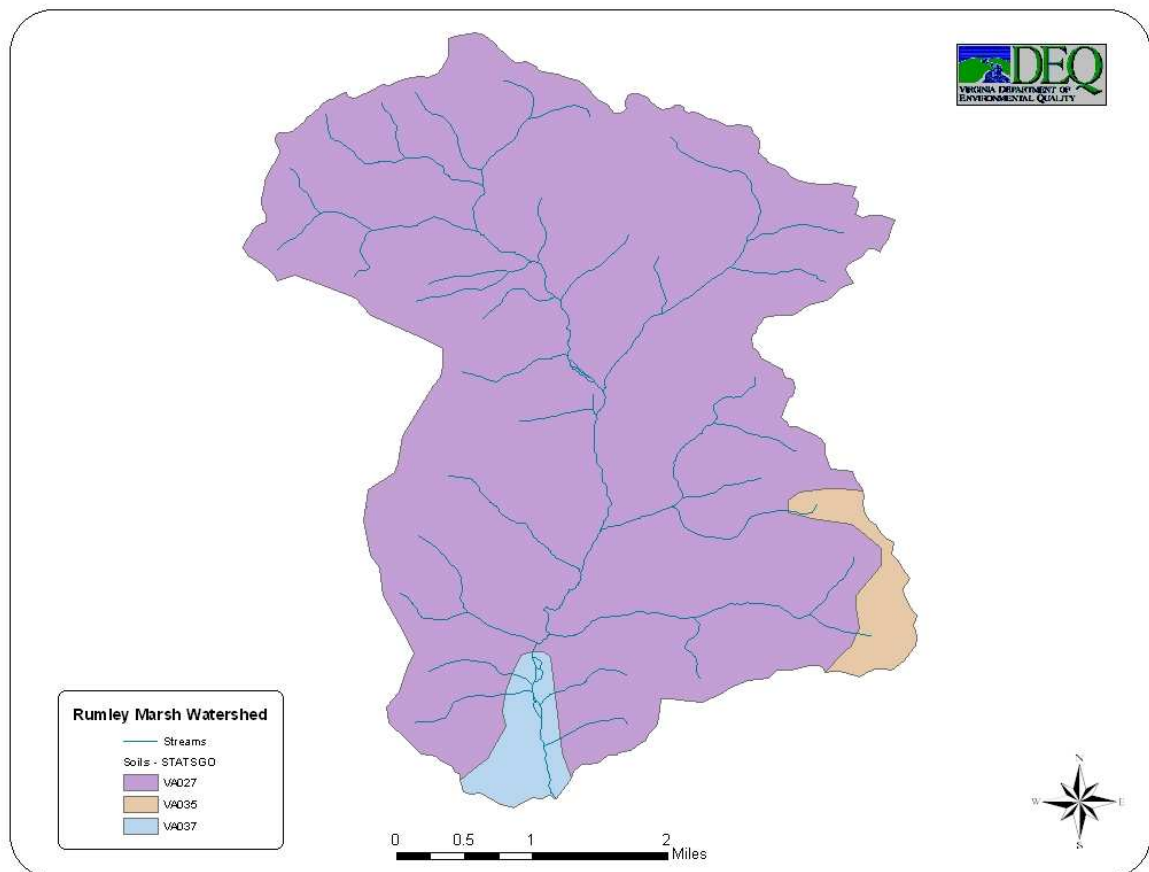 DEQ
VIRGINIA DEPARTMENT OF
ENVIRONMENTAL QUALITY
Rumley Marsh Watershed
Streams
Soils - STATSGO
VA027
VA035
VA037
0 0.5 1 2
Miles
N
W E
S